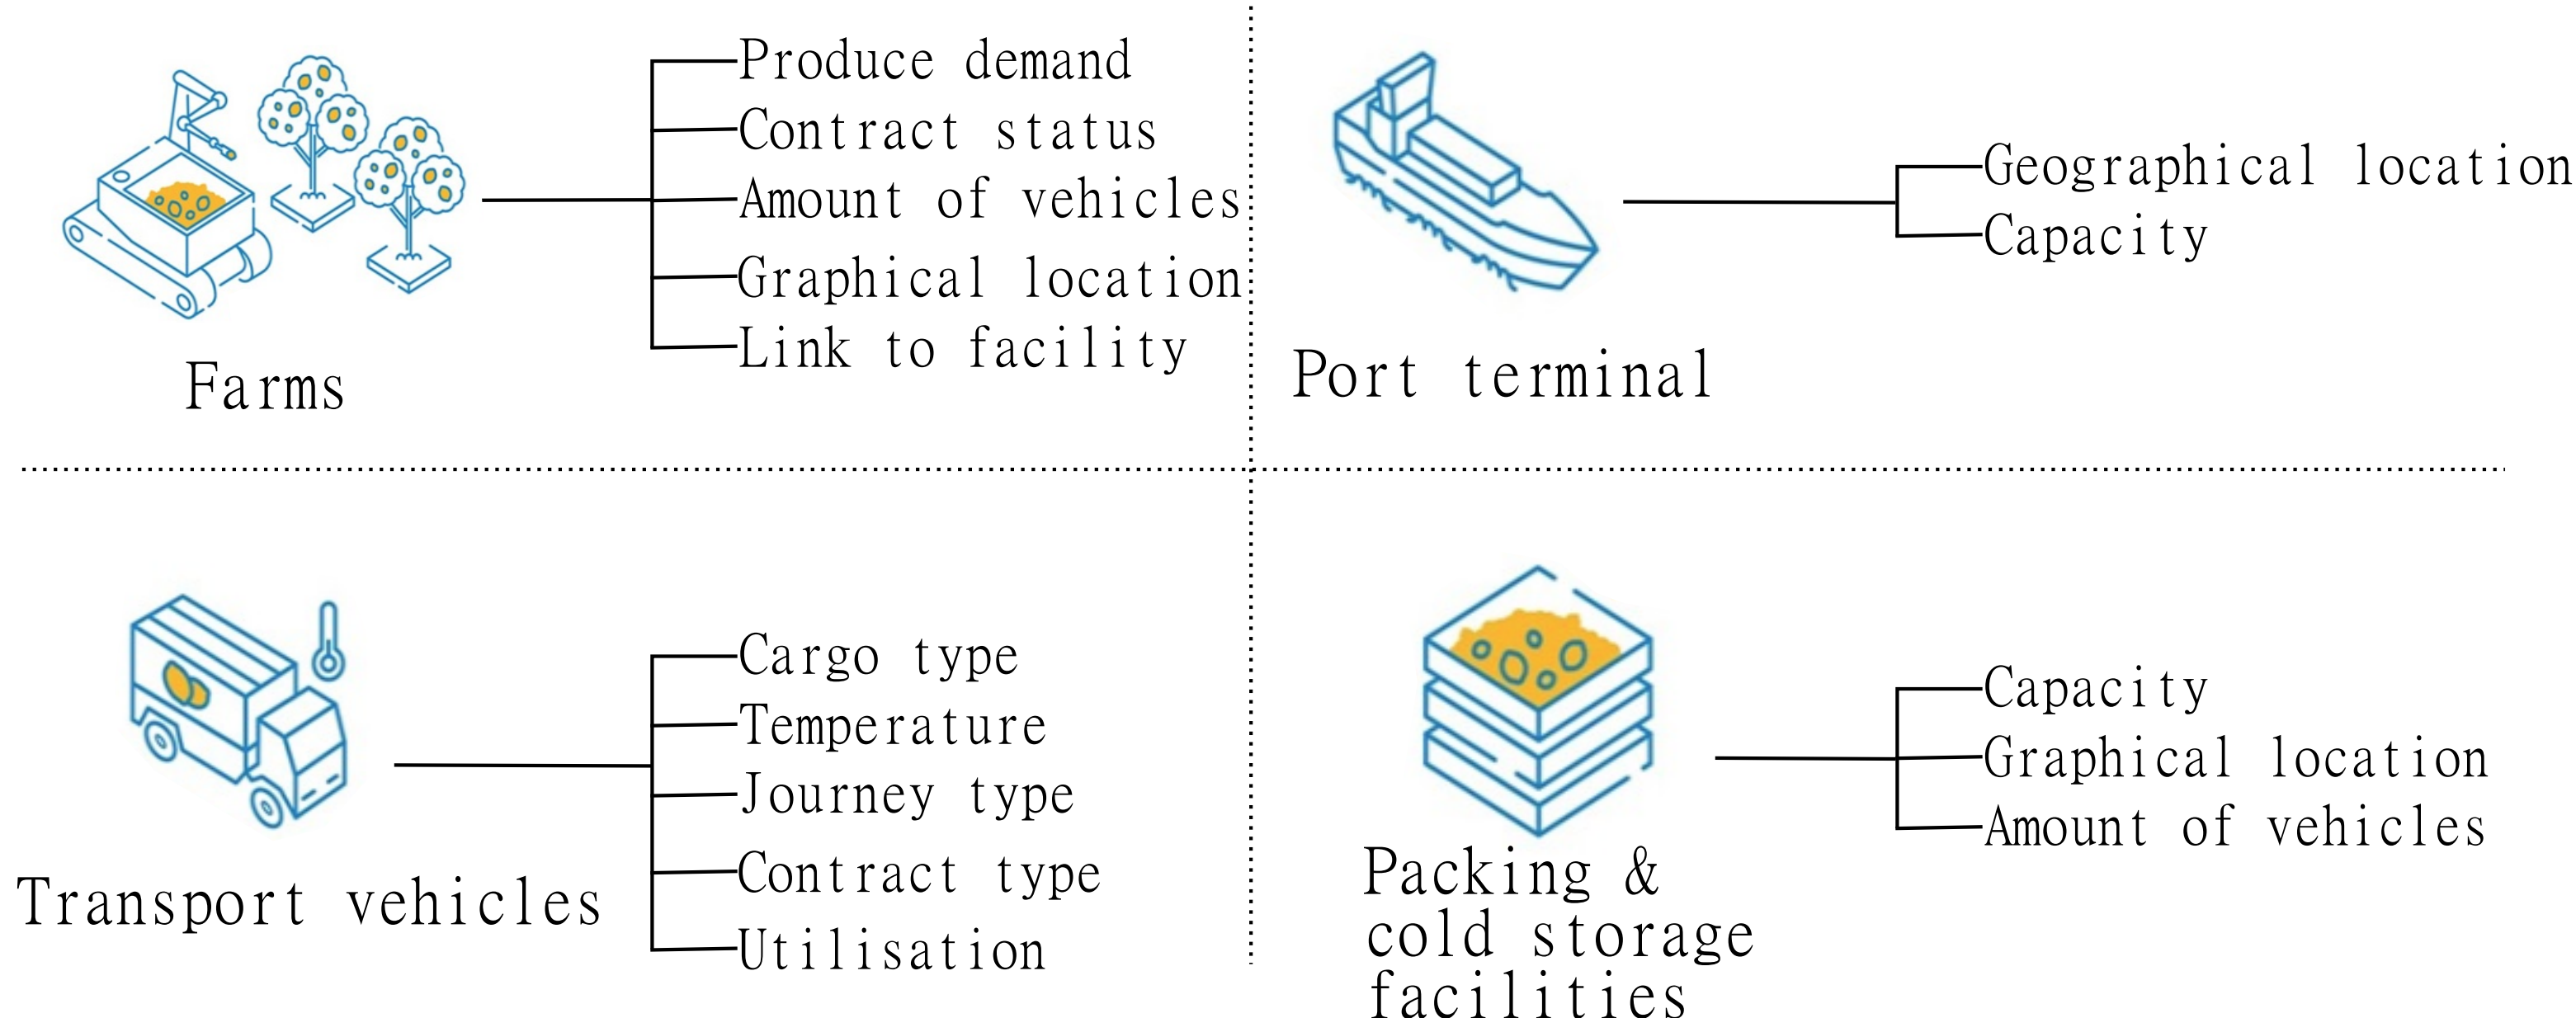 Produce demand
Contract status
Amount of vehicles
Graphical location
Link to facility
Farms
Geographical location
Capacity
Port terminal
Cargo type
Temperature
Journey type
Contract type
Utilisation
Transport vehicles
Capacity
Graphical location
Amount of vehicles
Packing &
cold storage
facilities